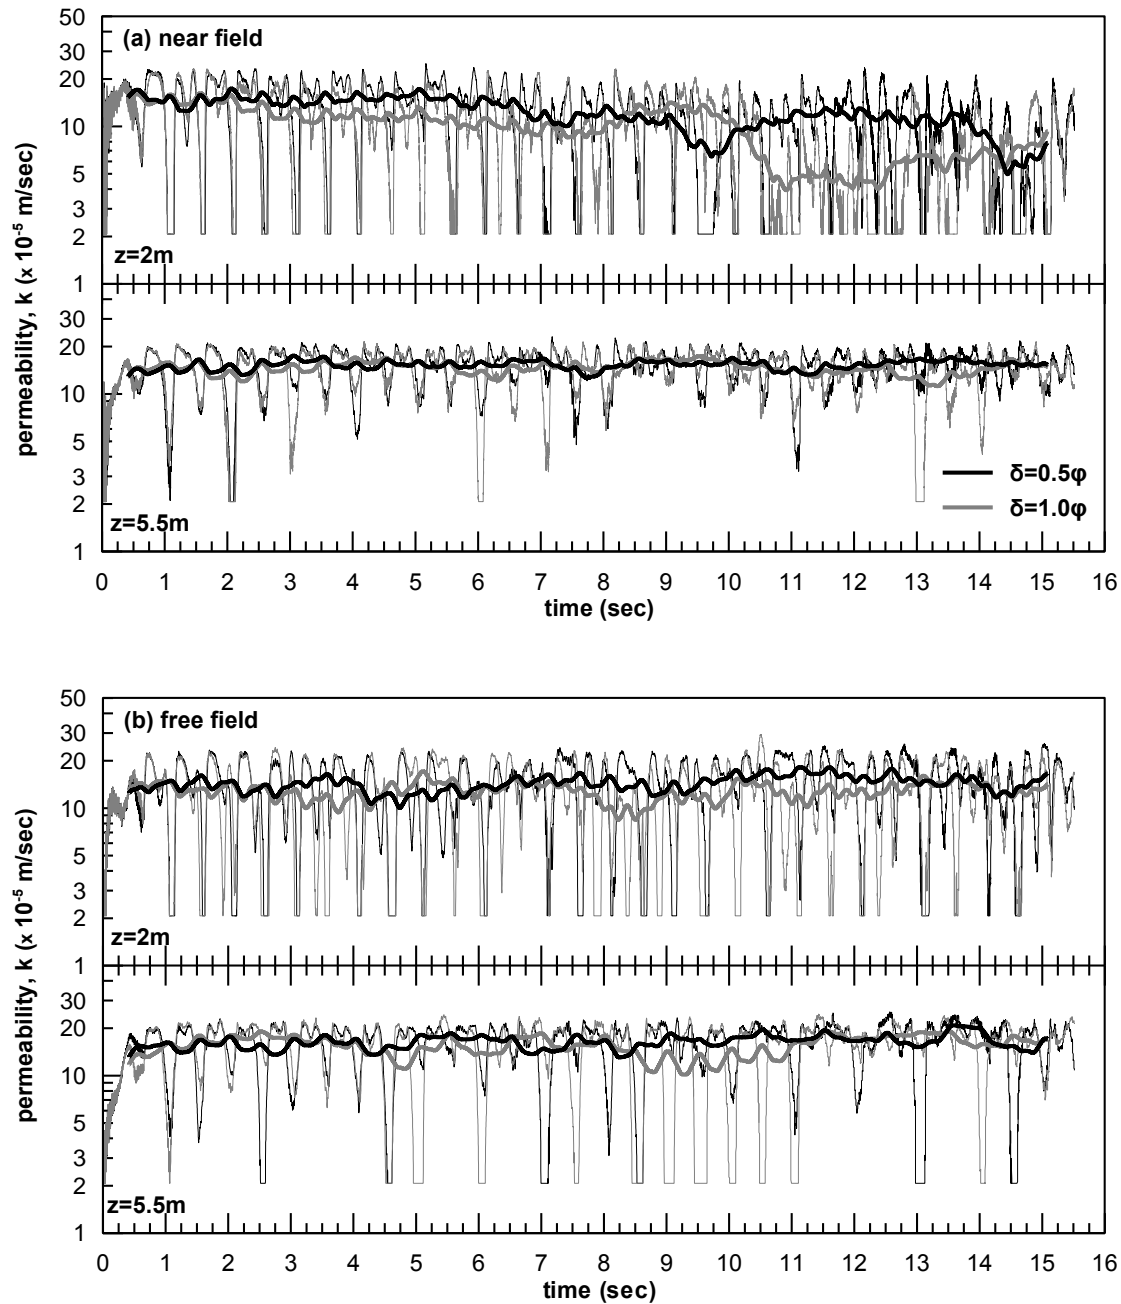 50
(a) near field
30
20
10
5
3
2
z=2m
1
30
20
10
5
3
δ=0.5φ
2
δ=1.0φ
z=5.5m
1
permeability, k (x 10⁻⁵ m/sec)
0 1 2 3 4 5 6 7 8 9 10 11 12 13 14 15 16
time (sec)
50
(b) free field
30
20
10
5
3
2
z=2m
1
30
20
10
5
3
2
z=5.5m
1
permeability, k (x 10⁻⁵ m/sec)
0 1 2 3 4 5 6 7 8 9 10 11 12 13 14 15 16
time (sec)